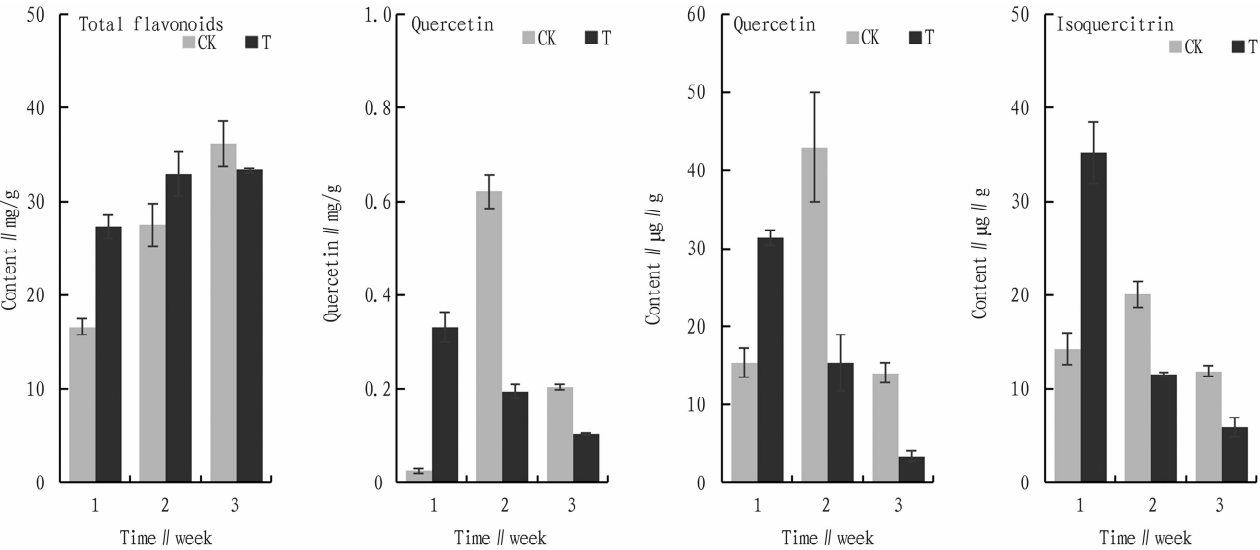 Total flavonoids
CK T
50
40
30
20
10
0
Content // mg/g
1 2 3
Time // week
Quercetin
CK T
1.0
0.8
0.6
0.4
0.2
0
Quercetin // mg/g
1 2 3
Time // week
Quercetin
CK T
60
50
40
30
20
10
0
Content // μg // g
1 2 3
Time // week
Isoquercitrin
CK T
50
40
30
20
10
0
Content // μg // g
1 2 3
Time // week